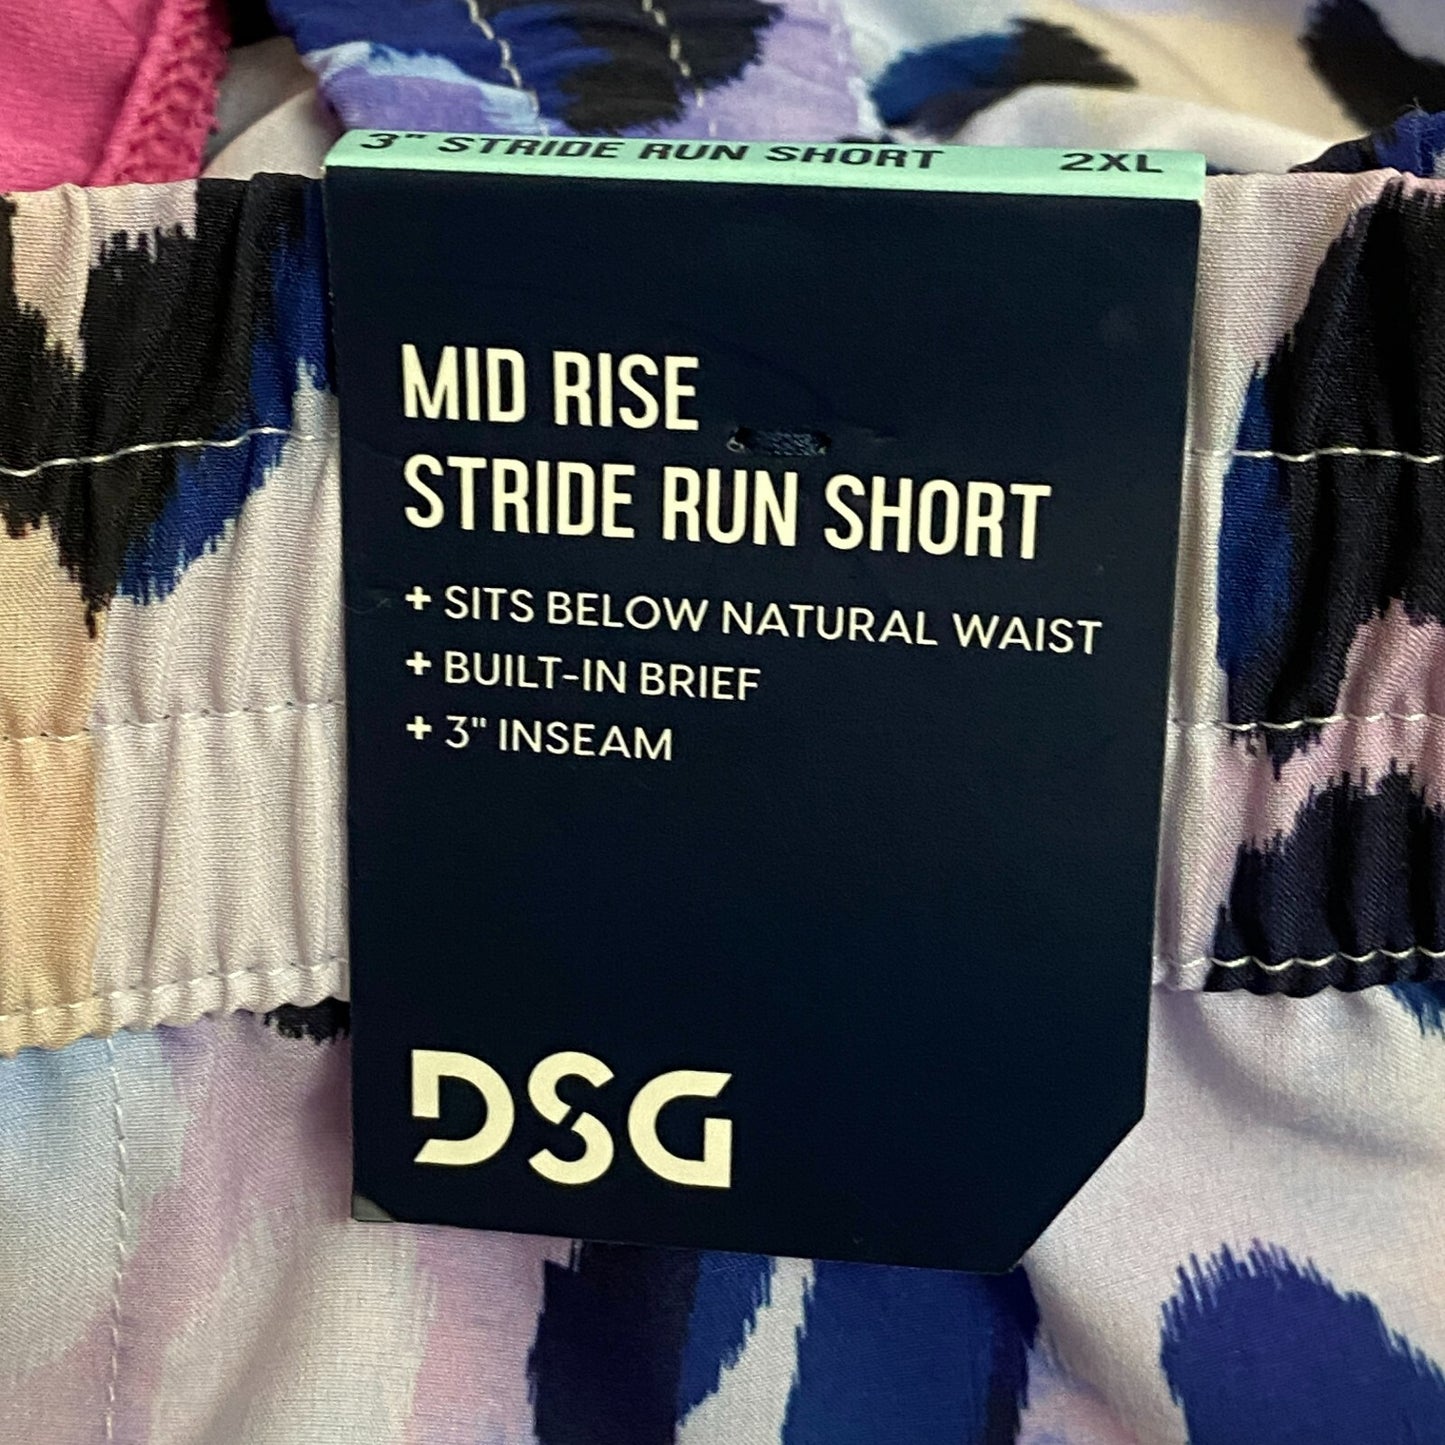 3" STRIDE RUN SHORT 2XL
MID RISE
STRIDE RUN SHORT
+ SITS BELOW NATURAL WAIST
+ BUILT-IN BRIEF
+ 3" INSEAM
DSG